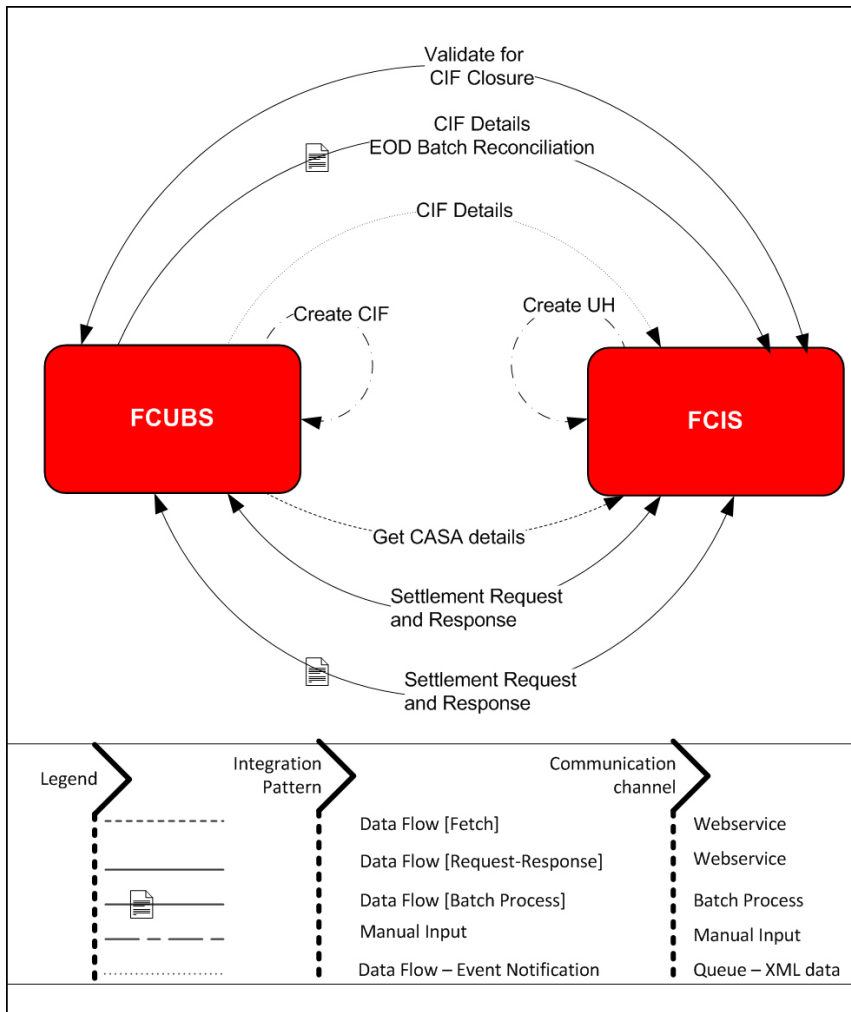 Validate for
CIF Closure
CIF Details
EOD Batch Reconciliation
CIF Details
Create CIF
Create UH
FCUBS
FCIS
Get CASA details
Settlement Request
and Response
Settlement Request
and Response
Legend
Integration
Pattern
Communication
channel
Data Flow [Fetch]
Webservice
Data Flow [Request-Response]
Webservice
Data Flow [Batch Process]
Batch Process
Manual Input
Manual Input
Data Flow – Event Notification
Queue – XML data